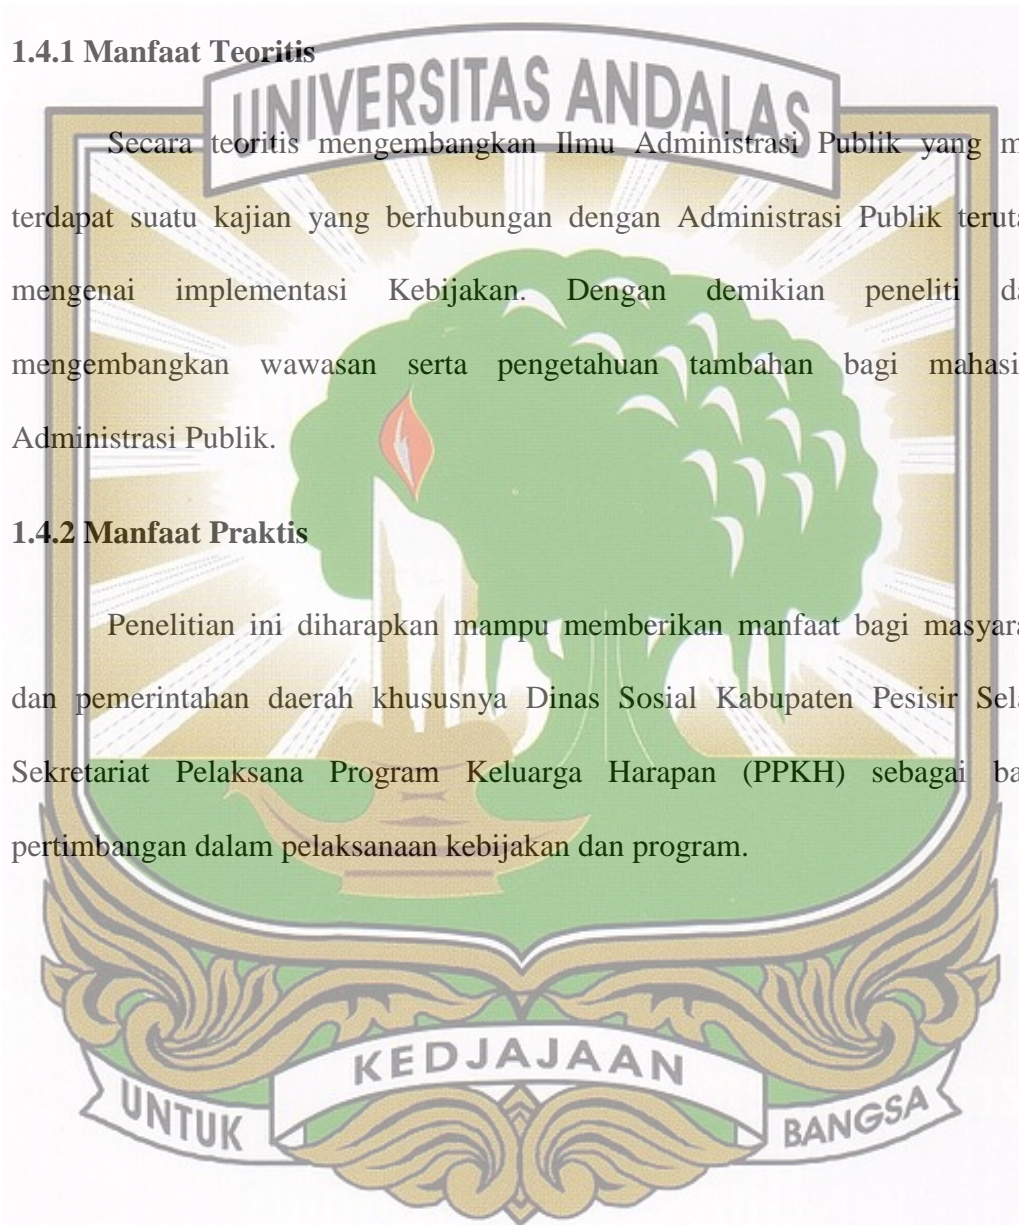 1.4.1 Manfaat Teoritis
UNIVERSITAS ANDALAS
Secara teoritis mengembangkan Ilmu Administrasi Publik yang
terdapat suatu kajian yang berhubungan dengan Administrasi Publik
mengenai implementasi Kebijakan. Dengan demikian peneliti
mengembangkan wawasan serta pengetahuan tambahan bagi
Administrasi Publik.
1.4.2 Manfaat Praktis
Penelitian ini diharapkan mampu memberikan manfaat bagi
dan pemerintahan daerah khususnya Dinas Sosial Kabupaten Pesisir
Sekretariat Pelaksana Program Keluarga Harapan (PPKH) sebagai
pertimbangan dalam pelaksanaan kebijakan dan program.
KEDJAJAAN
UNTUK BANGSA